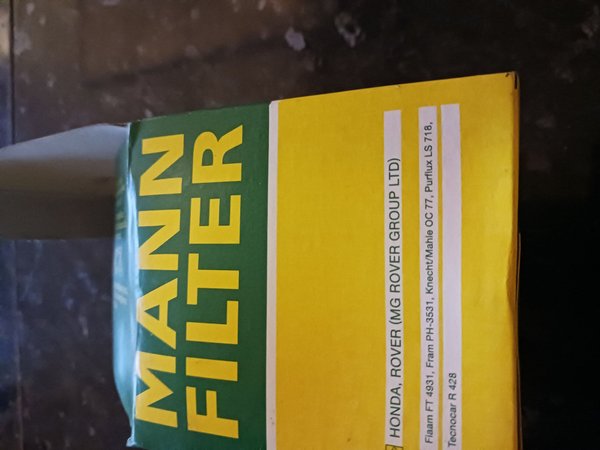 MANN
FILTER
HONDA, ROVER (MG ROVER GROUP LTD)
Fiaam FT 4931, Fram PH-3531, Knecht/Mahle OC 77, Purflux LS 718,
Tecnocar R 428